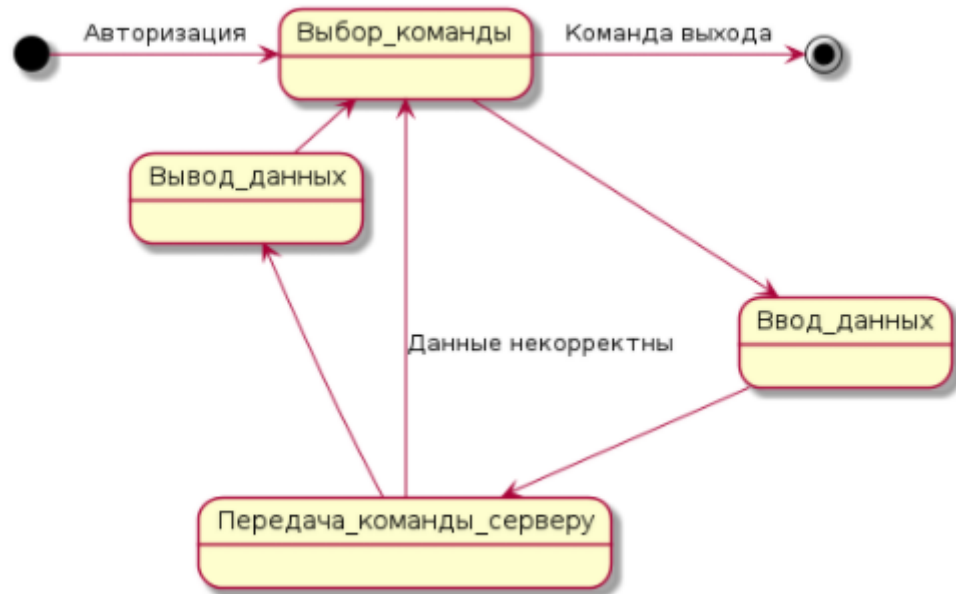 Авторизация
Выбор_команды
Команда выхода
Вывод_данных
Ввод_данных
Данные некорректны
Передача_команды_серверу